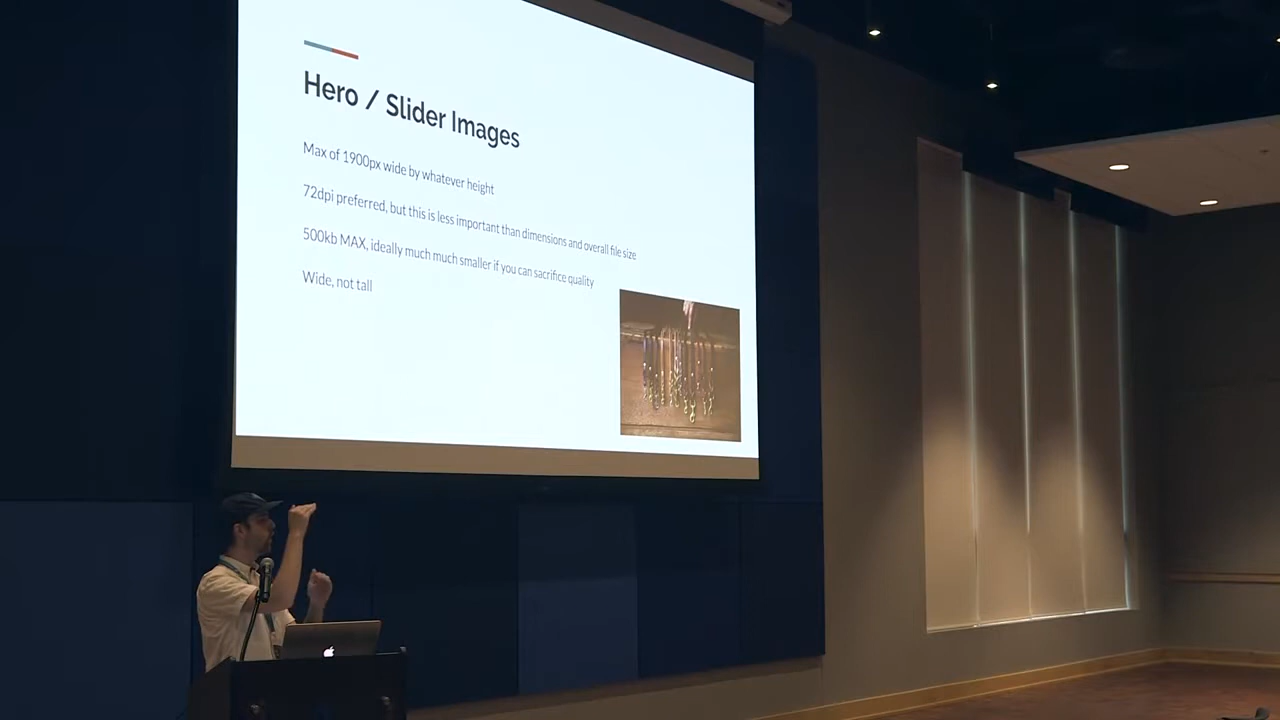 Hero / Slider Images
Max of 1900px wide by whatever height
72dpi preferred, but this is less important than dimensions and overall file size
500kb MAX, ideally much much smaller if you can sacrifice quality
Wide, not tall